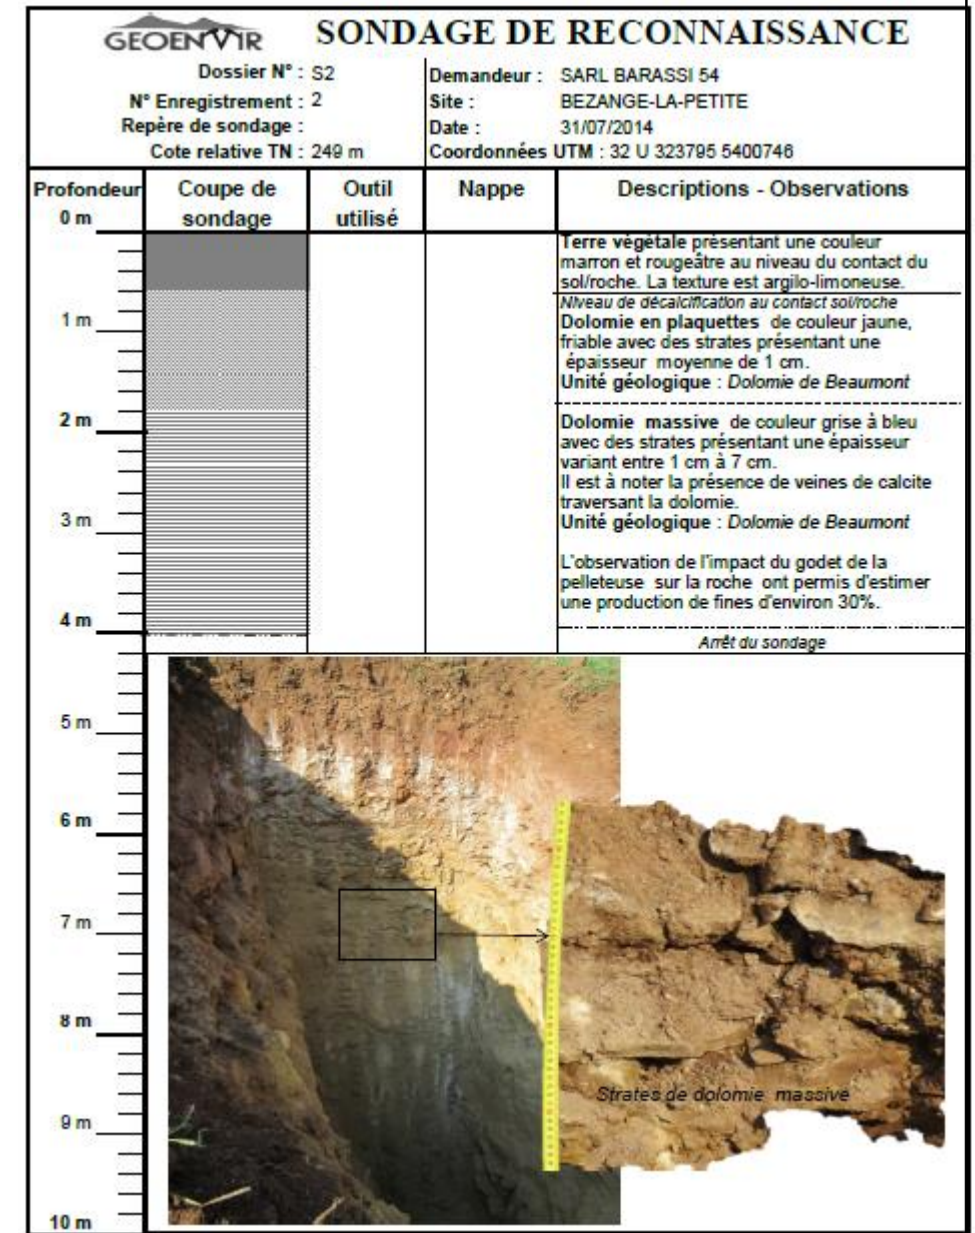 GEOENVIR
SONDAGE DE RECONNAISSANCE
Dossier N° : S2
N° Enregistrement : 2
Repère de sondage :
Cote relative TN : 249 m
Demandeur : SARL BARASSI 54
Site : BEZANGE-LA-PETITE
Date : 31/07/2014
Coordonnées UTM : 32 U 323795 5400746
Profondeur
0 m
Coupe de
sondage
Outil
utilisé
Nappe
Descriptions - Observations
Terre végétale présentant une couleur
marron et rougeâtre au niveau du contact du
sol/roche. La texture est argilo-limoneuse.
Niveau de décalcification au contact sol/roche
Dolomie en plaquettes de couleur jaune,
friable avec des strates présentant une
épaisseur moyenne de 1 cm.
Unité géologique : Dolomie de Beaumont
Dolomie massive de couleur grise à bleu
avec des strates présentant une épaisseur
variant entre 1 cm à 7 cm.
Il est à noter la présence de veines de calcite
traversant la dolomie.
Unité géologique : Dolomie de Beaumont
L'observation de l'impact du godet de la
pelleteuse sur la roche ont permis d'estimer
une production de fines d'environ 30%.
Arrêt du sondage
1 m
2 m
3 m
4 m
5 m
6 m
7 m
8 m
9 m
10 m
Strates de dolomie massive